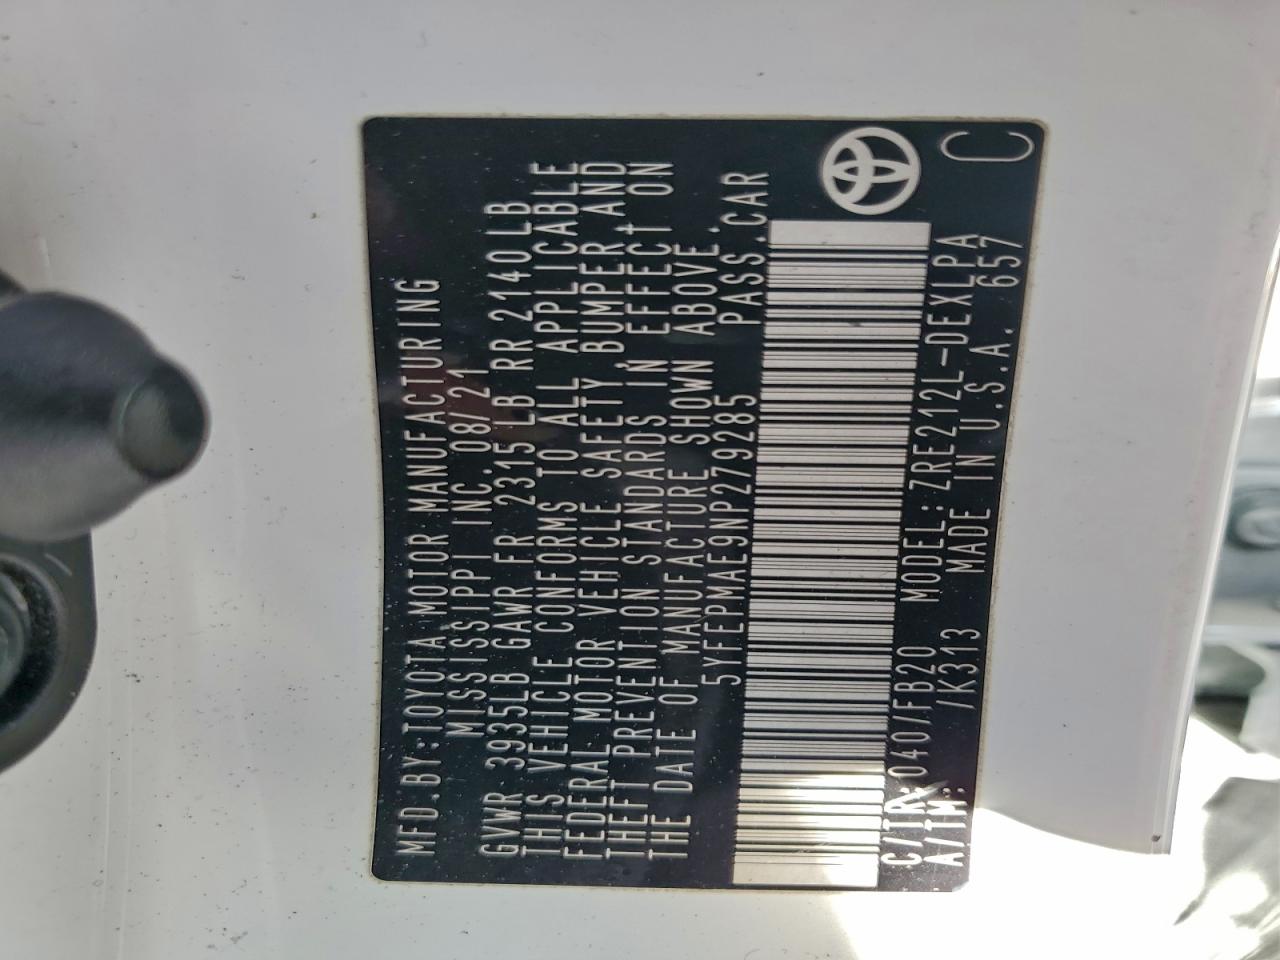 MFD.BY:TOYOTA MOTOR MANUFACTURING
MISSISSIPPI INC. 08/21
GVWR 3935LB GAWR FR 2315 LB RR 2140LB
THIS VEHICLE CONFORMS TO ALL APPLICABLE
FEDERAL MOTOR VEHICLE SAFETY BUMPER AND
THEFT PREVENTION STANDARDS IN EFFECT ON
THE DATE OF MANUFACTURE SHOWN ABOVE.
5YFEPMAE9NP279285 PASS.CAR
C/TR:040/FB20 MODEL:ZRE212L-DEXLPA
A/TM: /K313 MADE IN U.S.A. 657
C